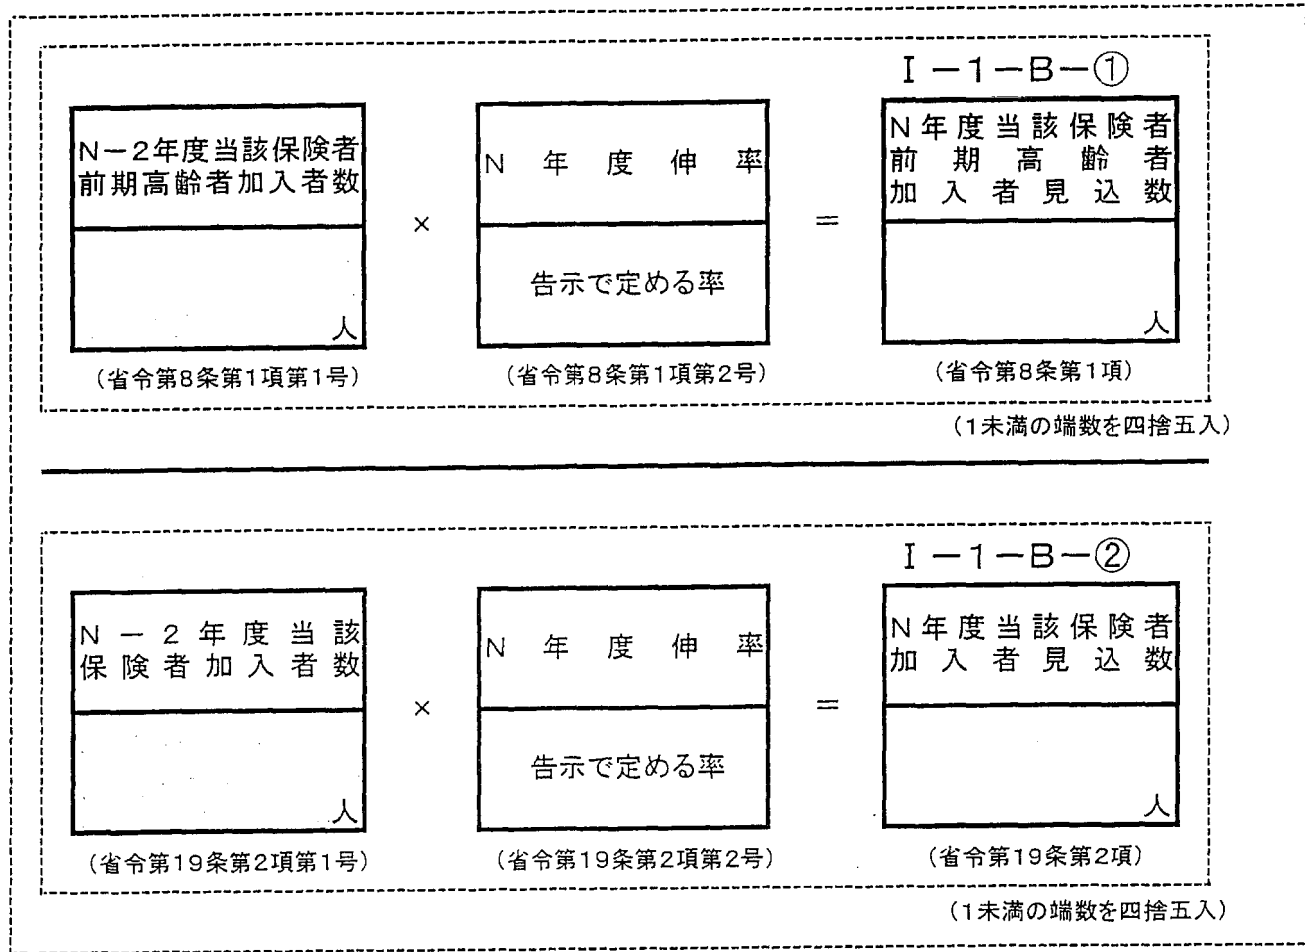 I－1－B－①
N－2年度当該保険者
前期高齢者加入者数
人
(省令第8条第1項第1号)
×
N年度伸率
告示で定める率
(省令第8条第1項第2号)
＝
N年度当該保険者
前期高齢者
加入者見込数
人
(省令第8条第1項)
(1未満の端数を四捨五入)
I－1－B－②
N－2年度当該
保険者加入者数
人
(省令第19条第2項第1号)
×
N年度伸率
告示で定める率
(省令第19条第2項第2号)
＝
N年度当該保険者
加入者見込数
人
(省令第19条第2項)
(1未満の端数を四捨五入)